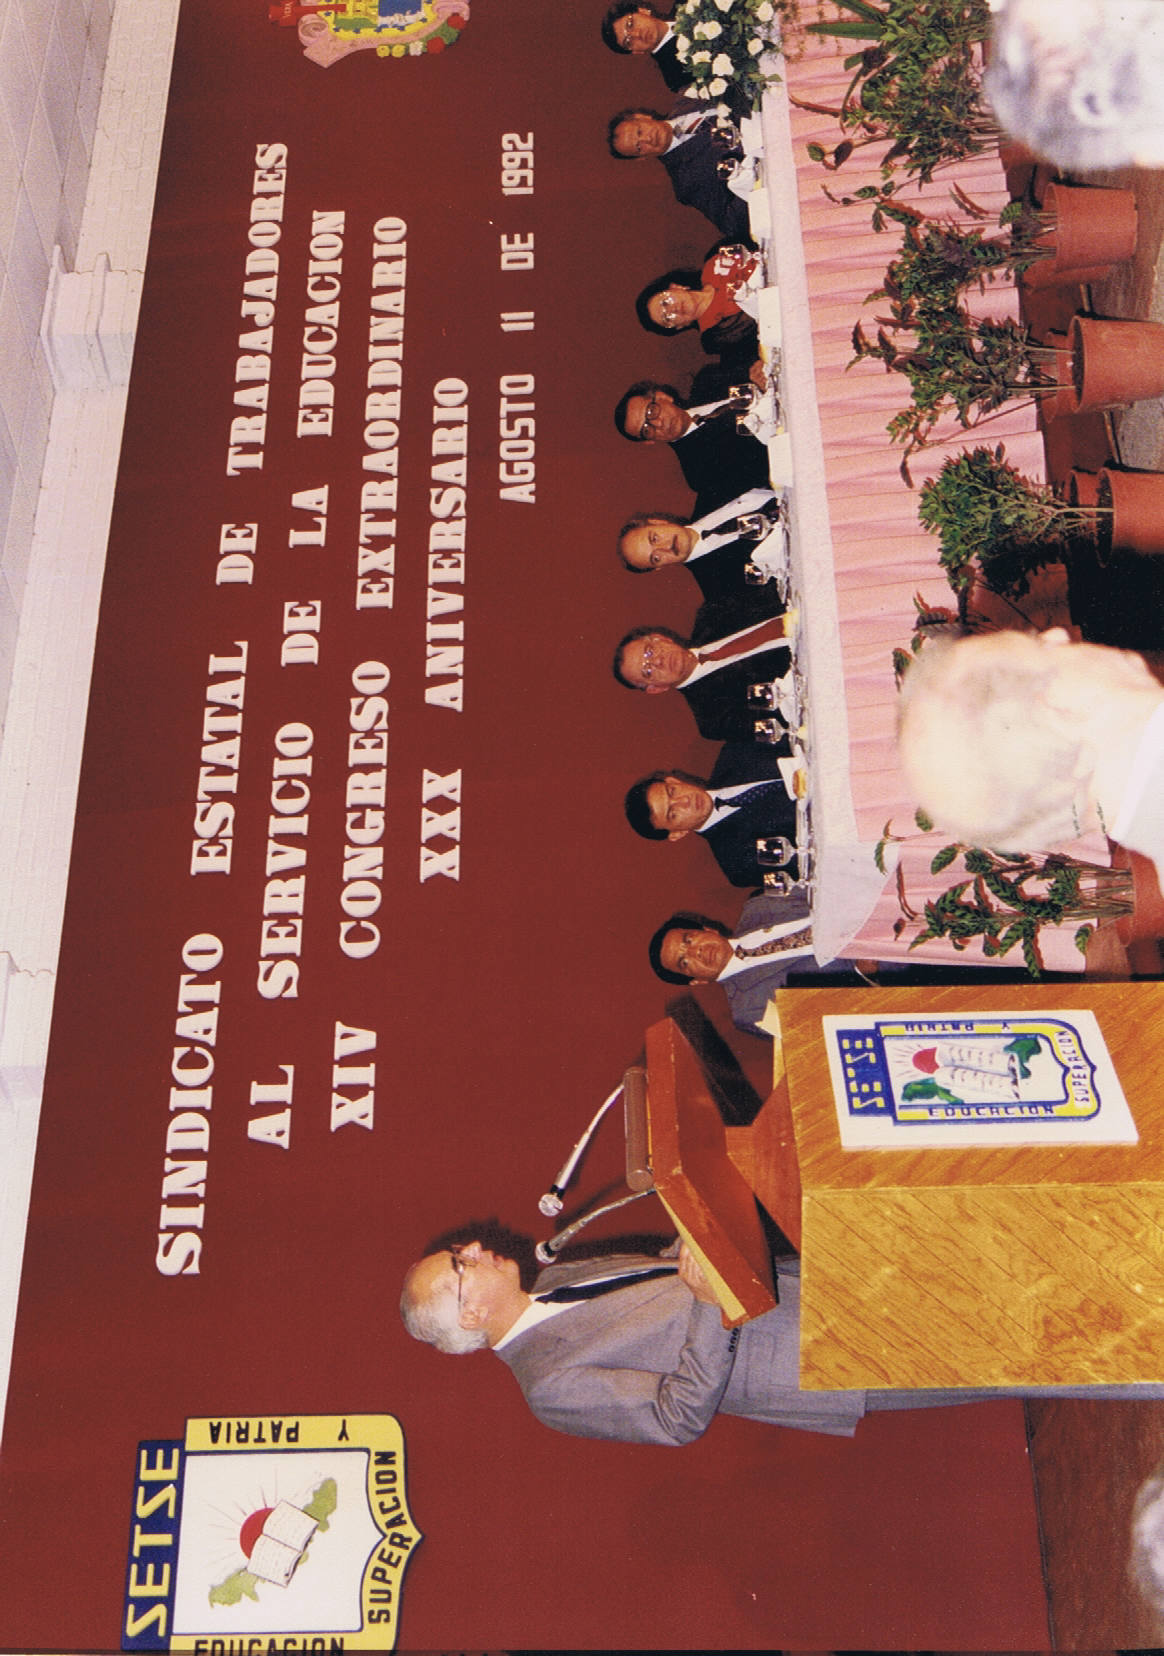 SINDICATO ESTATAL DE TRABAJADORES
AL SERVICIO DE LA EDUCACION
XIV CONGRESO EXTRAORDINARIO
XXX ANIVERSARIO
AGOSTO 11 DE 1992
SETSE
EDUCACION
SUPERACION
Y PATRIA
SETSE
EDUCACION
SUPERACION
Y PATRIA